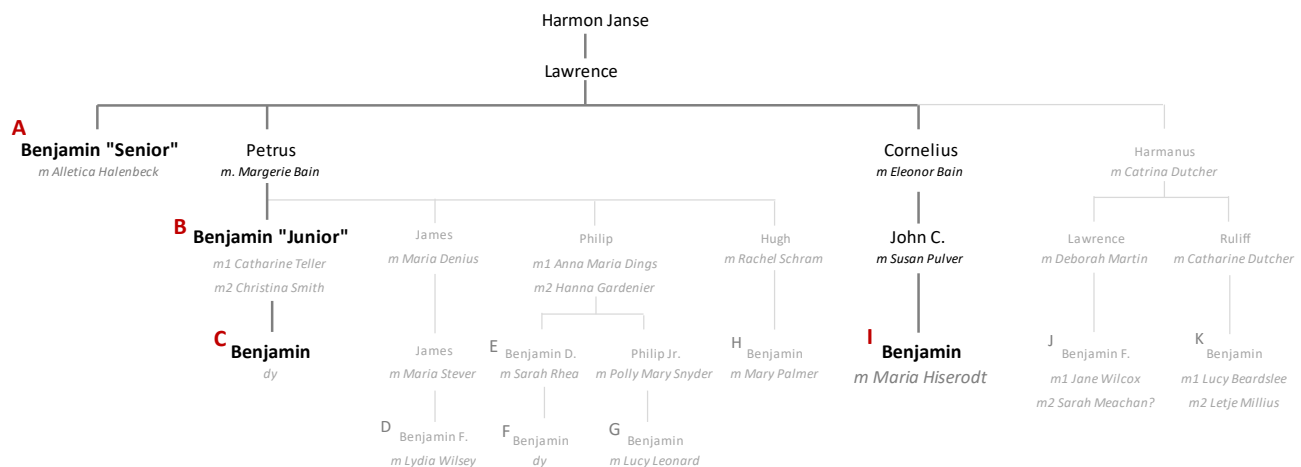 Harmon Janse
Lawrence
A
Benjamin "Senior"
m Alletica Halenbeck
Petrus
m. Margerie Bain
Cornelius
m Eleonor Bain
Harmanus
m Catrina Dutcher
B
Benjamin "Junior"
m1 Catharine Teller
m2 Christina Smith
James
m Maria Denius
Philip
m1 Anna Maria Dings
m2 Hanna Gardenier
Hugh
m Rachel Schram
John C.
m Susan Pulver
Lawrence
m Deborah Martin
Ruliff
m Catharine Dutcher
C
Benjamin
dy
James
m Maria Stever
E
Benjamin D.
m Sarah Rhea
Philip Jr.
m Polly Mary Snyder
H
Benjamin
m Mary Palmer
I
Benjamin
m Maria Hiserodt
J
Benjamin F.
m1 Jane Wilcox
m2 Sarah Meachan?
K
Benjamin
m1 Lucy Beardslee
m2 Letje Millius
D
Benjamin F.
m Lydia Wilsey
F
Benjamin
dy
G
Benjamin
m Lucy Leonard